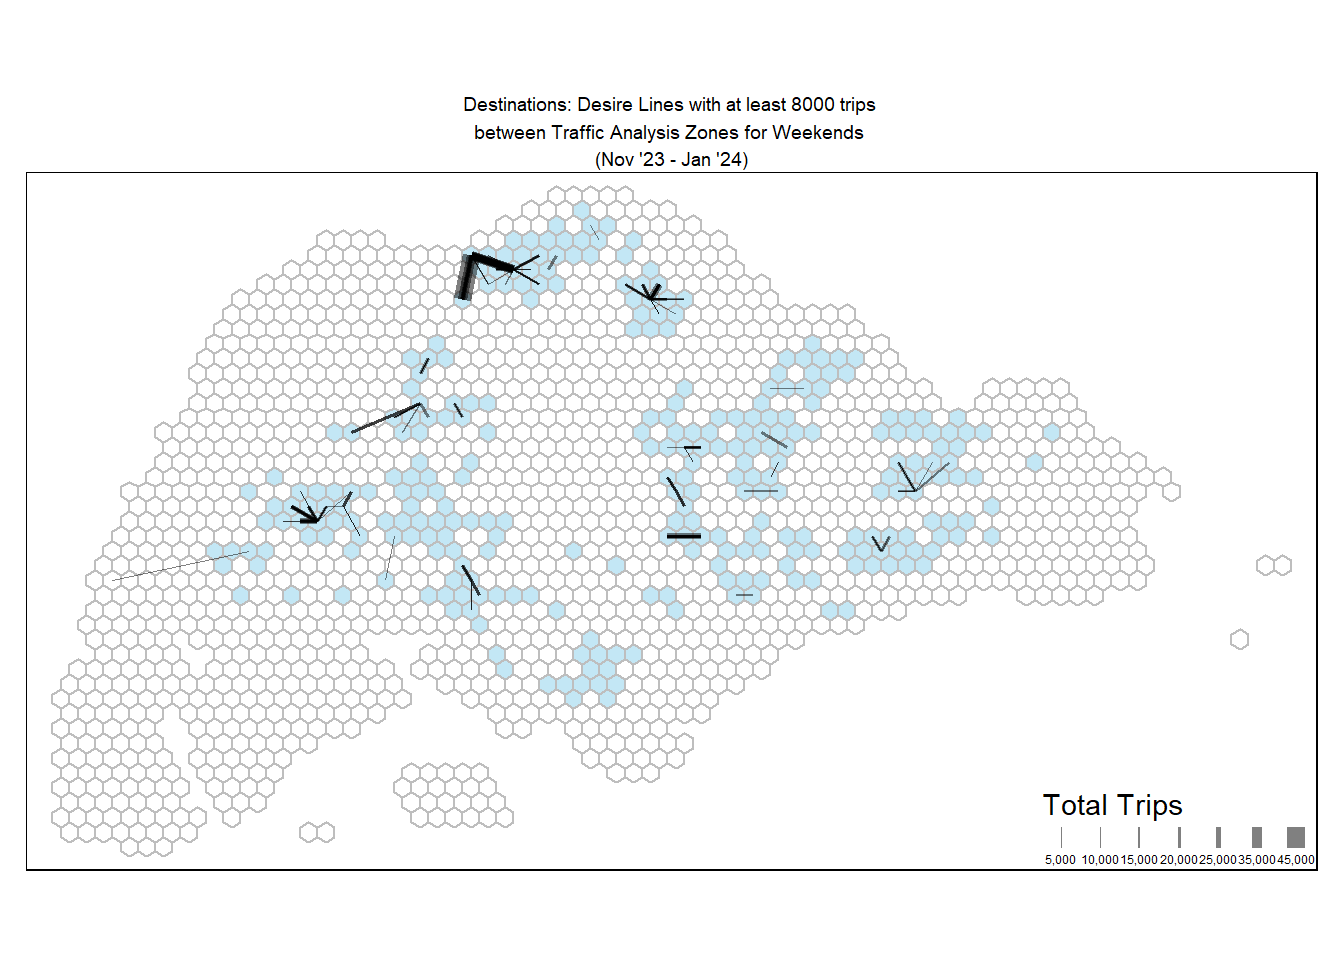 Destinations: Desire Lines with at least 8000 trips
between Traffic Analysis Zones for Weekends
(Nov '23 - Jan '24)
Total Trips
5,000 10,000 15,000 20,000 25,000 35,000 45,000